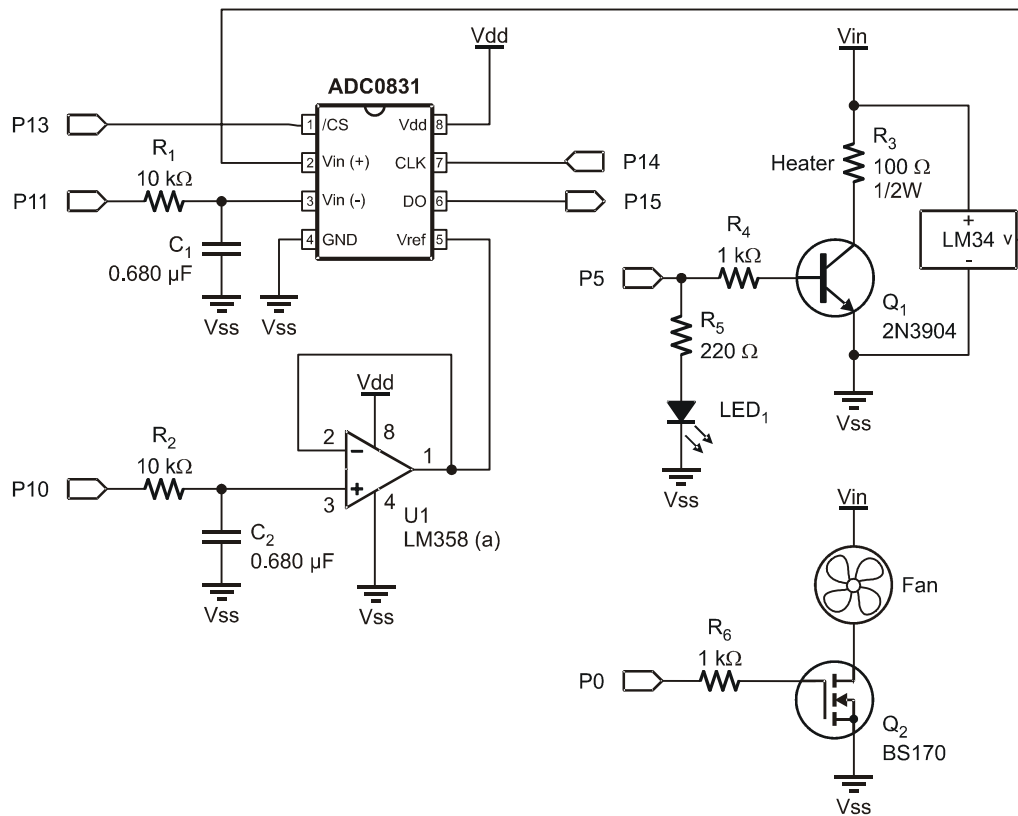 Vdd
Vin
ADC0831
P13
1 /CS Vdd 8
R1
10 kΩ
2 Vin (+) CLK 7
P14
P11
3 Vin (-) DO 6
P15
4 GND Vref 5
C1
0.680 µF
Vss
Vss
Heater
R3
100 Ω
1/2W
+
LM34 v
-
R4
1 kΩ
P5
Q1
2N3904
R5
220 Ω
LED1
Vss
Vss
Vdd
8
2
1
3
4
R2
10 kΩ
P10
U1
LM358 (a)
C2
0.680 µF
Vss
Vss
Vin
Fan
R6
1 kΩ
P0
Q2
BS170
Vss